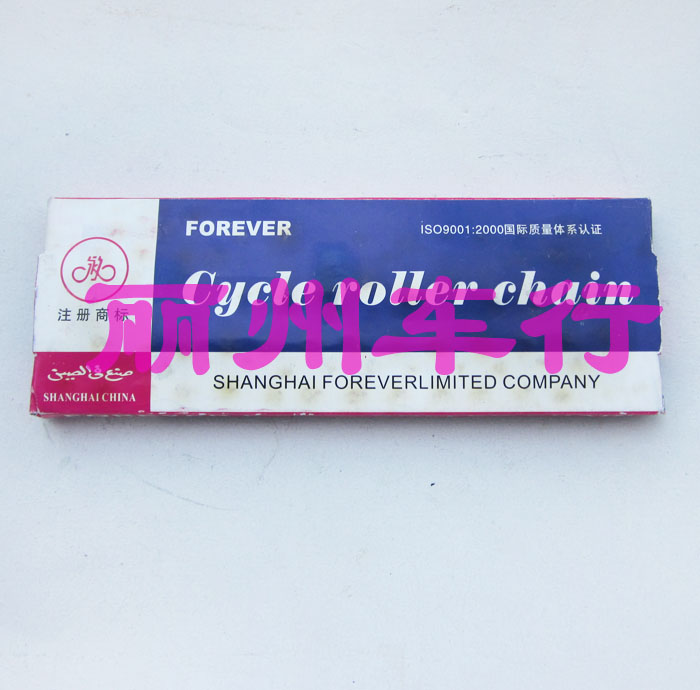 FOREVER
ISO9001:2000国际质量体系认证
Cycle roller chain
注册商标
丽州车行
صنع في الصين
SHANGHAI CHINA
SHANGHAI FOREVERLIMITED COMPANY